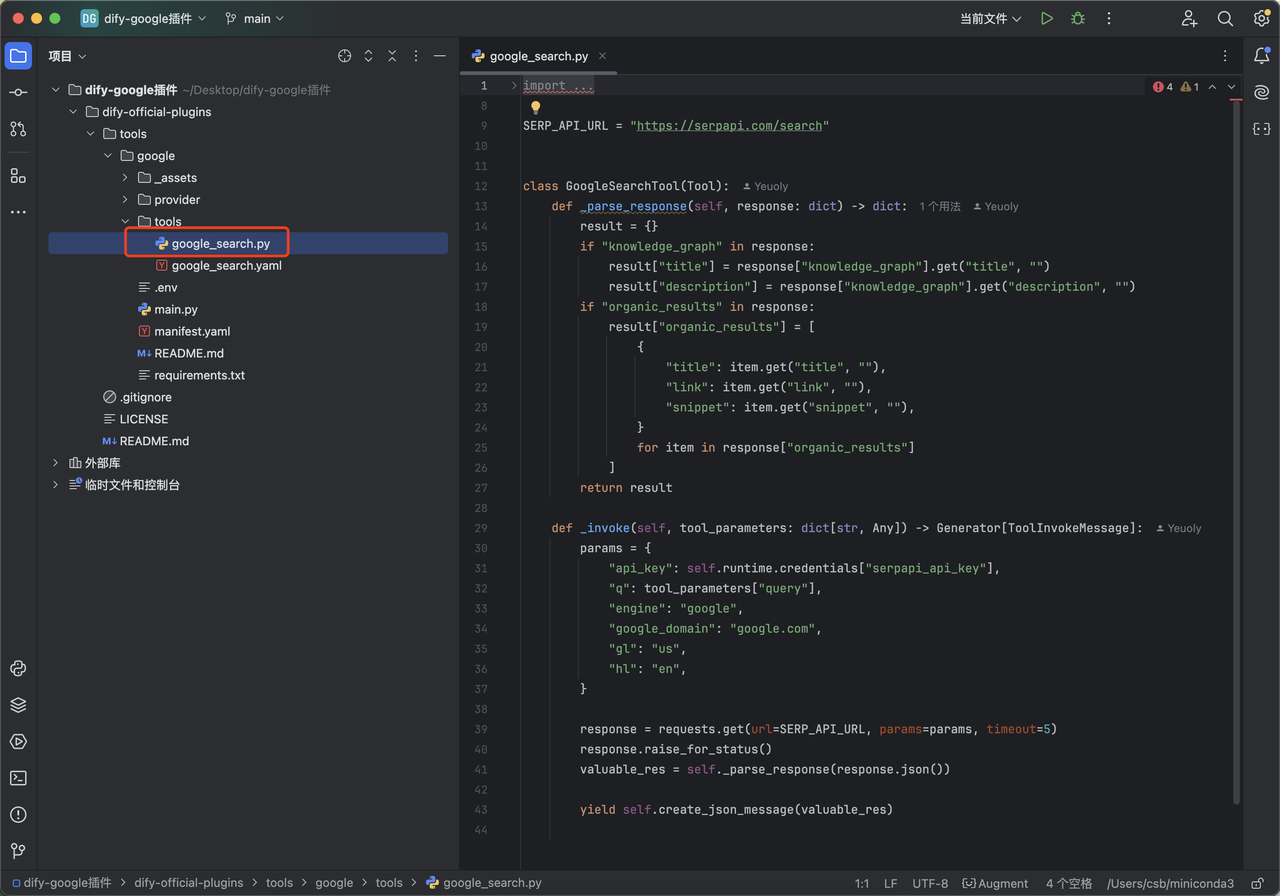 DG dify-google插件 main 当前文件
项目
dify-google插件 ~/Desktop/dify-google插件
dify-official-plugins
tools
google
_assets
provider
tools
google_search.py
Y google_search.yaml
.env
main.py
Y manifest.yaml
M↓ README.md
requirements.txt
.gitignore
LICENSE
M↓ README.md
外部库
临时文件和控制台
google_search.py
4 1
1 import ...
8
9 SERP_API_URL = "https://serpapi.com/search"
10
11
12 class GoogleSearchTool(Tool): Yeuoly
13 def _parse_response(self, response: dict) -> dict: 1 个用法 Yeuoly
14 result = {}
15 if "knowledge_graph" in response:
16 result["title"] = response["knowledge_graph"].get("title", "")
17 result["description"] = response["knowledge_graph"].get("description", "")
18 if "organic_results" in response:
19 result["organic_results"] = [
20 {
21 "title": item.get("title", ""),
22 "link": item.get("link", ""),
23 "snippet": item.get("snippet", ""),
24 }
25 for item in response["organic_results"]
26 ]
27 return result
28
29 def _invoke(self, tool_parameters: dict[str, Any]) -> Generator[ToolInvokeMessage]: Yeuoly
30 params = {
31 "api_key": self.runtime.credentials["serpapi_api_key"],
32 "q": tool_parameters["query"],
33 "engine": "google",
34 "google_domain": "google.com",
35 "gl": "us",
36 "hl": "en",
37 }
38
39 response = requests.get(url=SERP_API_URL, params=params, timeout=5)
40 response.raise_for_status()
41 valuable_res = self._parse_response(response.json())
42
43 yield self.create_json_message(valuable_res)
44
dify-google插件 > dify-official-plugins > tools > google > tools > google_search.py 1:1 LF UTF-8 Augment 4 个空格 /Users/csb/miniconda3